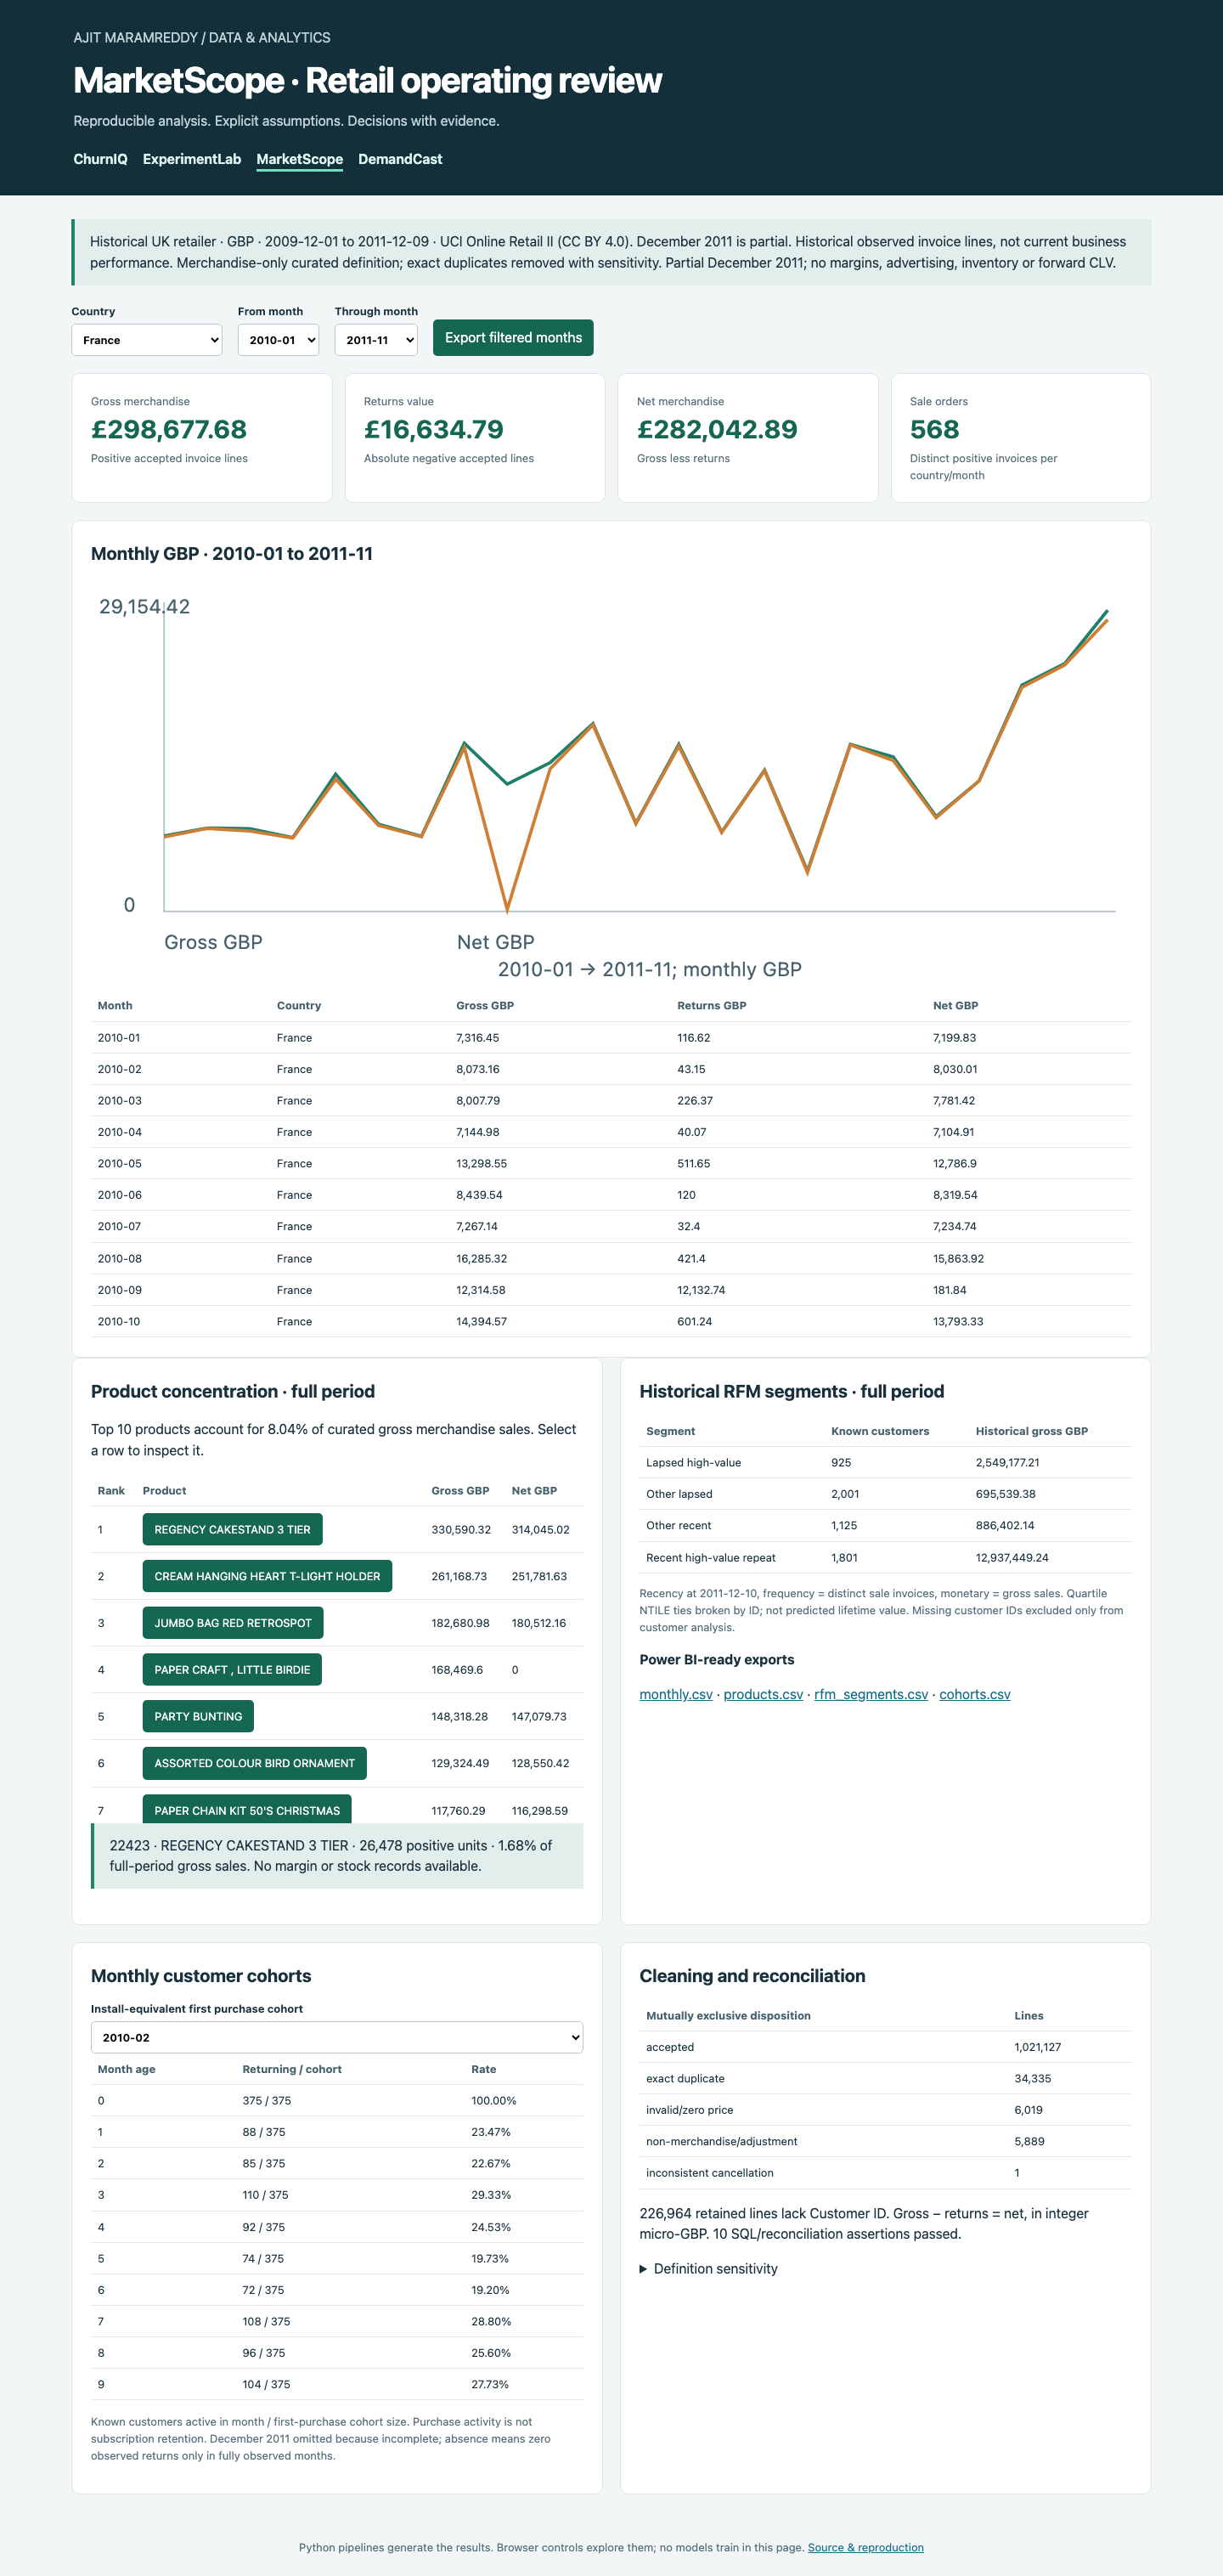 AJIT MARAMREDDY / DATA & ANALYTICS
MarketScope · Retail operating review
Reproducible analysis. Explicit assumptions. Decisions with evidence.
ChurnIQ ExperimentLab MarketScope DemandCast
Historical UK retailer · GBP · 2009-12-01 to 2011-12-09 · UCI Online Retail II (CC BY 4.0). December 2011 is partial. Historical observed invoice lines, not current business
performance. Merchandise-only curated definition; exact duplicates removed with sensitivity. Partial December 2011; no margins, advertising, inventory or forward CLV.
Country From month Through month
France 2010-01 2011-11 Export filtered months
Gross merchandise
£298,677.68
Positive accepted invoice lines
Returns value
£16,634.79
Absolute negative accepted lines
Net merchandise
£282,042.89
Gross less returns
Sale orders
568
Distinct positive invoices per
country/month
Monthly GBP · 2010-01 to 2011-11
29,154.42
0
Gross GBP Net GBP
2010-01 → 2011-11; monthly GBP
Month Country Gross GBP Returns GBP Net GBP
2010-01 France 7,316.45 116.62 7,199.83
2010-02 France 8,073.16 43.15 8,030.01
2010-03 France 8,007.79 226.37 7,781.42
2010-04 France 7,144.98 40.07 7,104.91
2010-05 France 13,298.55 511.65 12,786.9
2010-06 France 8,439.54 120 8,319.54
2010-07 France 7,267.14 32.4 7,234.74
2010-08 France 16,285.32 421.4 15,863.92
2010-09 France 12,314.58 12,132.74 181.84
2010-10 France 14,394.57 601.24 13,793.33
Product concentration · full period
Top 10 products account for 8.04% of curated gross merchandise sales. Select
a row to inspect it.
Rank Product Gross GBP Net GBP
1 REGENCY CAKESTAND 3 TIER 330,590.32 314,045.02
2 CREAM HANGING HEART T-LIGHT HOLDER 261,168.73 251,781.63
3 JUMBO BAG RED RETROSPOT 182,680.98 180,512.16
4 PAPER CRAFT , LITTLE BIRDIE 168,469.6 0
5 PARTY BUNTING 148,318.28 147,079.73
6 ASSORTED COLOUR BIRD ORNAMENT 129,324.49 128,550.42
7 PAPER CHAIN KIT 50'S CHRISTMAS 117,760.29 116,298.59
22423 · REGENCY CAKESTAND 3 TIER · 26,478 positive units · 1.68% of
full-period gross sales. No margin or stock records available.
Historical RFM segments · full period
Segment Known customers Historical gross GBP
Lapsed high-value 925 2,549,177.21
Other lapsed 2,001 695,539.38
Other recent 1,125 886,402.14
Recent high-value repeat 1,801 12,937,449.24
Recency at 2011-12-10, frequency = distinct sale invoices, monetary = gross sales. Quartile
NTILE ties broken by ID; not predicted lifetime value. Missing customer IDs excluded only from
customer analysis.
Power BI-ready exports
monthly.csv · products.csv · rfm_segments.csv · cohorts.csv
Monthly customer cohorts
Install-equivalent first purchase cohort
2010-02
Month age Returning / cohort Rate
0 375 / 375 100.00%
1 88 / 375 23.47%
2 85 / 375 22.67%
3 110 / 375 29.33%
4 92 / 375 24.53%
5 74 / 375 19.73%
6 72 / 375 19.20%
7 108 / 375 28.80%
8 96 / 375 25.60%
9 104 / 375 27.73%
Known customers active in month / first-purchase cohort size. Purchase activity is not
subscription retention. December 2011 omitted because incomplete; absence means zero
observed returns only in fully observed months.
Cleaning and reconciliation
Mutually exclusive disposition Lines
accepted 1,021,127
exact duplicate 34,335
invalid/zero price 6,019
non-merchandise/adjustment 5,889
inconsistent cancellation 1
226,964 retained lines lack Customer ID. Gross − returns = net, in integer
micro-GBP. 10 SQL/reconciliation assertions passed.
▶ Definition sensitivity
Python pipelines generate the results. Browser controls explore them; no models train in this page. Source & reproduction